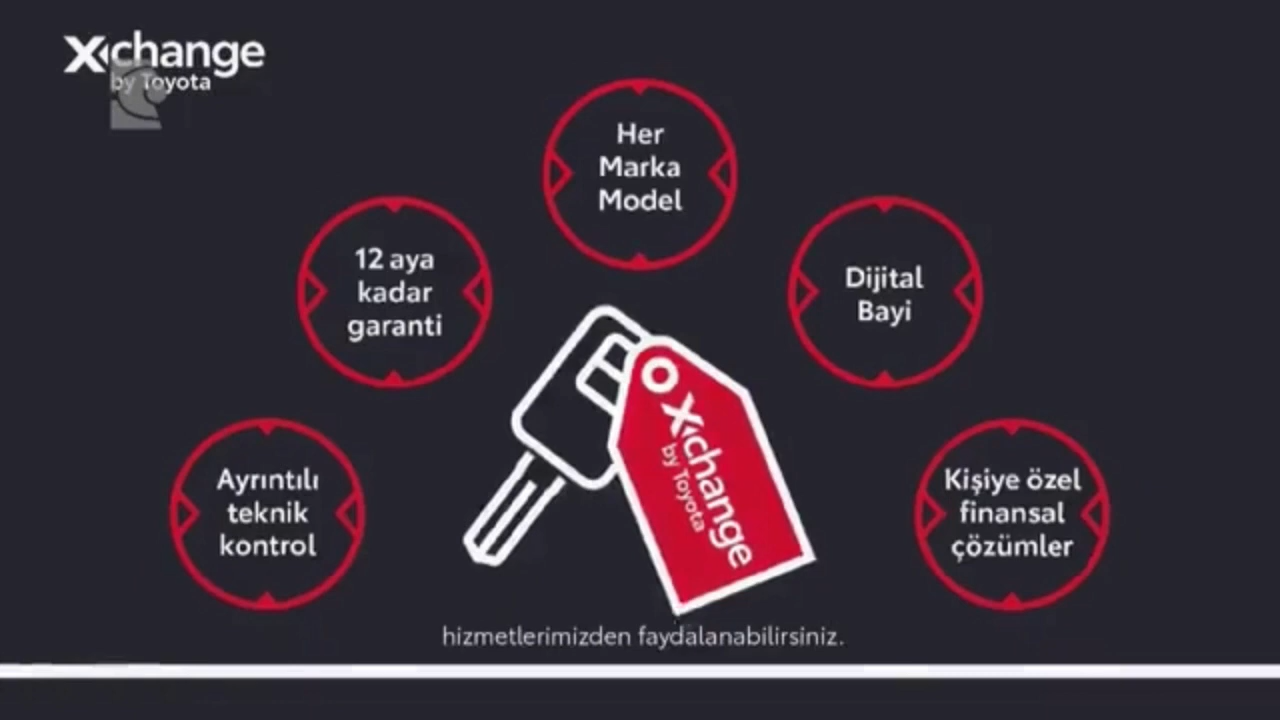 Xchange
by Toyota
Her
Marka
Model
12 aya
kadar
garanti
Dijital
Bayi
Ayrıntılı
teknik
kontrol
Xchange
by Toyota
Kişiye özel
finansal
çözümler
hizmetlerimizden faydalanabilirsiniz.